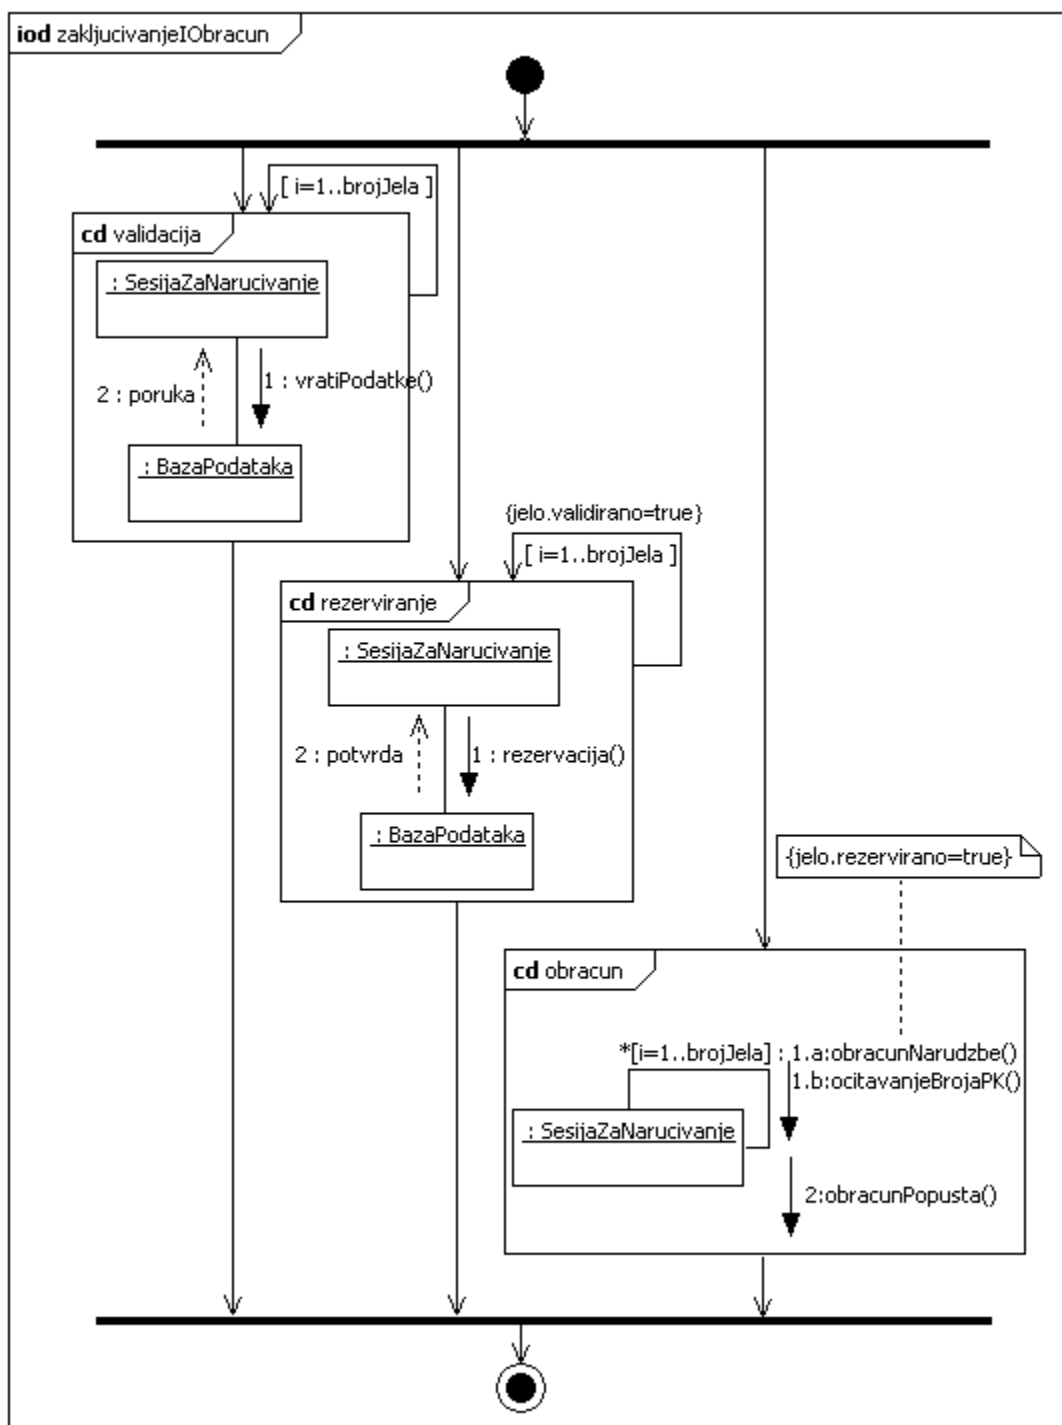 iod zakljucivanjeIObracun
[ i=1..brojJela ]
cd validacija
: SesijaZaNarucivanje
2 : poruka
1 : vratiPodatke()
: BazaPodataka
{jelo.validirano=true}
[ i=1..brojJela ]
cd rezerviranje
: SesijaZaNarucivanje
2 : potvrda
1 : rezervacija()
: BazaPodataka
{jelo.rezervirano=true}
cd obracun
*[i=1..brojJela] : 1.a:obracunNarudzbe()
1.b:ocitavanjeBrojaPK()
: SesijaZaNarucivanje
2:obracunPopusta()